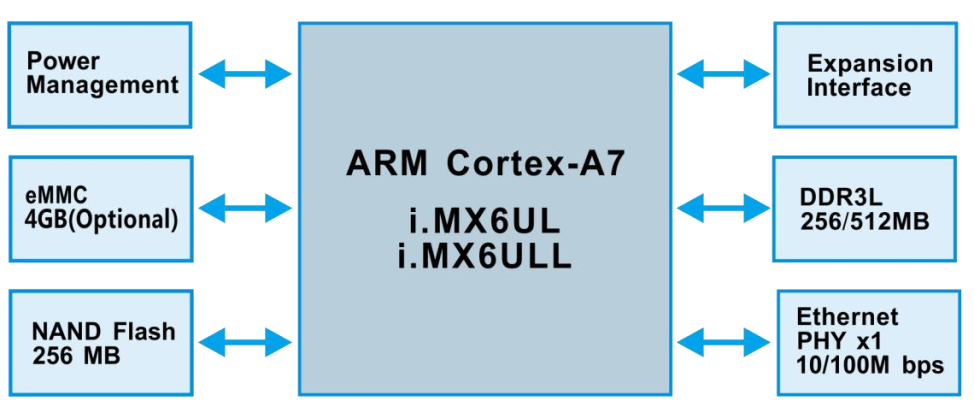 Power
Management
eMMC
4GB(Optional)
NAND Flash
256 MB
ARM Cortex-A7
i.MX6UL
i.MX6ULL
Expansion
Interface
DDR3L
256/512MB
Ethernet
PHY x1
10/100M bps